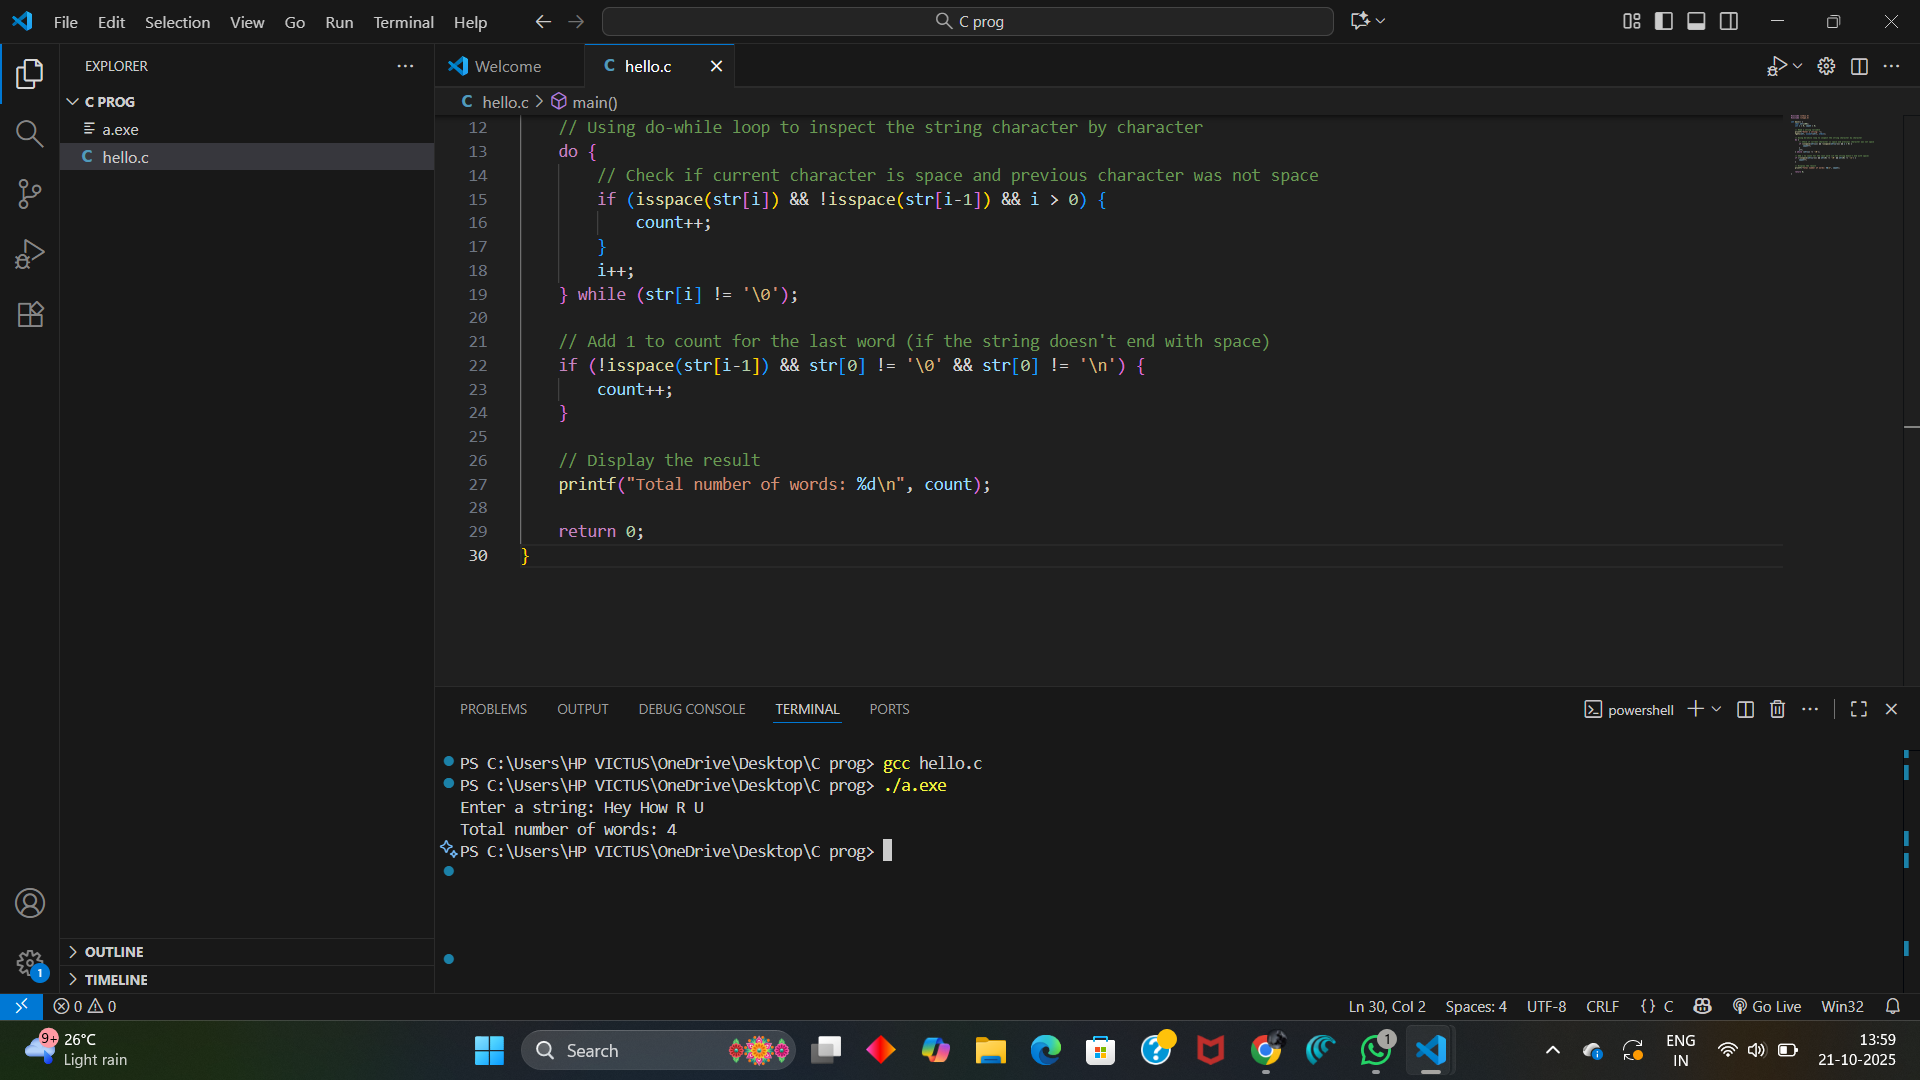 File Edit Selection View Go Run Terminal Help
C prog
EXPLORER
C PROG
a.exe
C hello.c
OUTLINE
TIMELINE
Welcome
C hello.c
C hello.c > main()
12 // Using do-while loop to inspect the string character by character
13 do {
14 // Check if current character is space and previous character was not space
15 if (isspace(str[i]) && !isspace(str[i-1]) && i > 0) {
16 count++;
17 }
18 i++;
19 } while (str[i] != '\0');
20
21 // Add 1 to count for the last word (if the string doesn't end with space)
22 if (!isspace(str[i-1]) && str[0] != '\0' && str[0] != '\n') {
23 count++;
24 }
25
26 // Display the result
27 printf("Total number of words: %d\n", count);
28
29 return 0;
30 }
PROBLEMS OUTPUT DEBUG CONSOLE TERMINAL PORTS
powershell
PS C:\Users\HP VICTUS\OneDrive\Desktop\C prog> gcc hello.c
PS C:\Users\HP VICTUS\OneDrive\Desktop\C prog> ./a.exe
Enter a string: Hey How R U
Total number of words: 4
PS C:\Users\HP VICTUS\OneDrive\Desktop\C prog>
1
0 0
Ln 30, Col 2 Spaces: 4 UTF-8 CRLF {} C Go Live Win32
9+
26°C
Light rain
Search
1
ENG
IN
13:59
21-10-2025